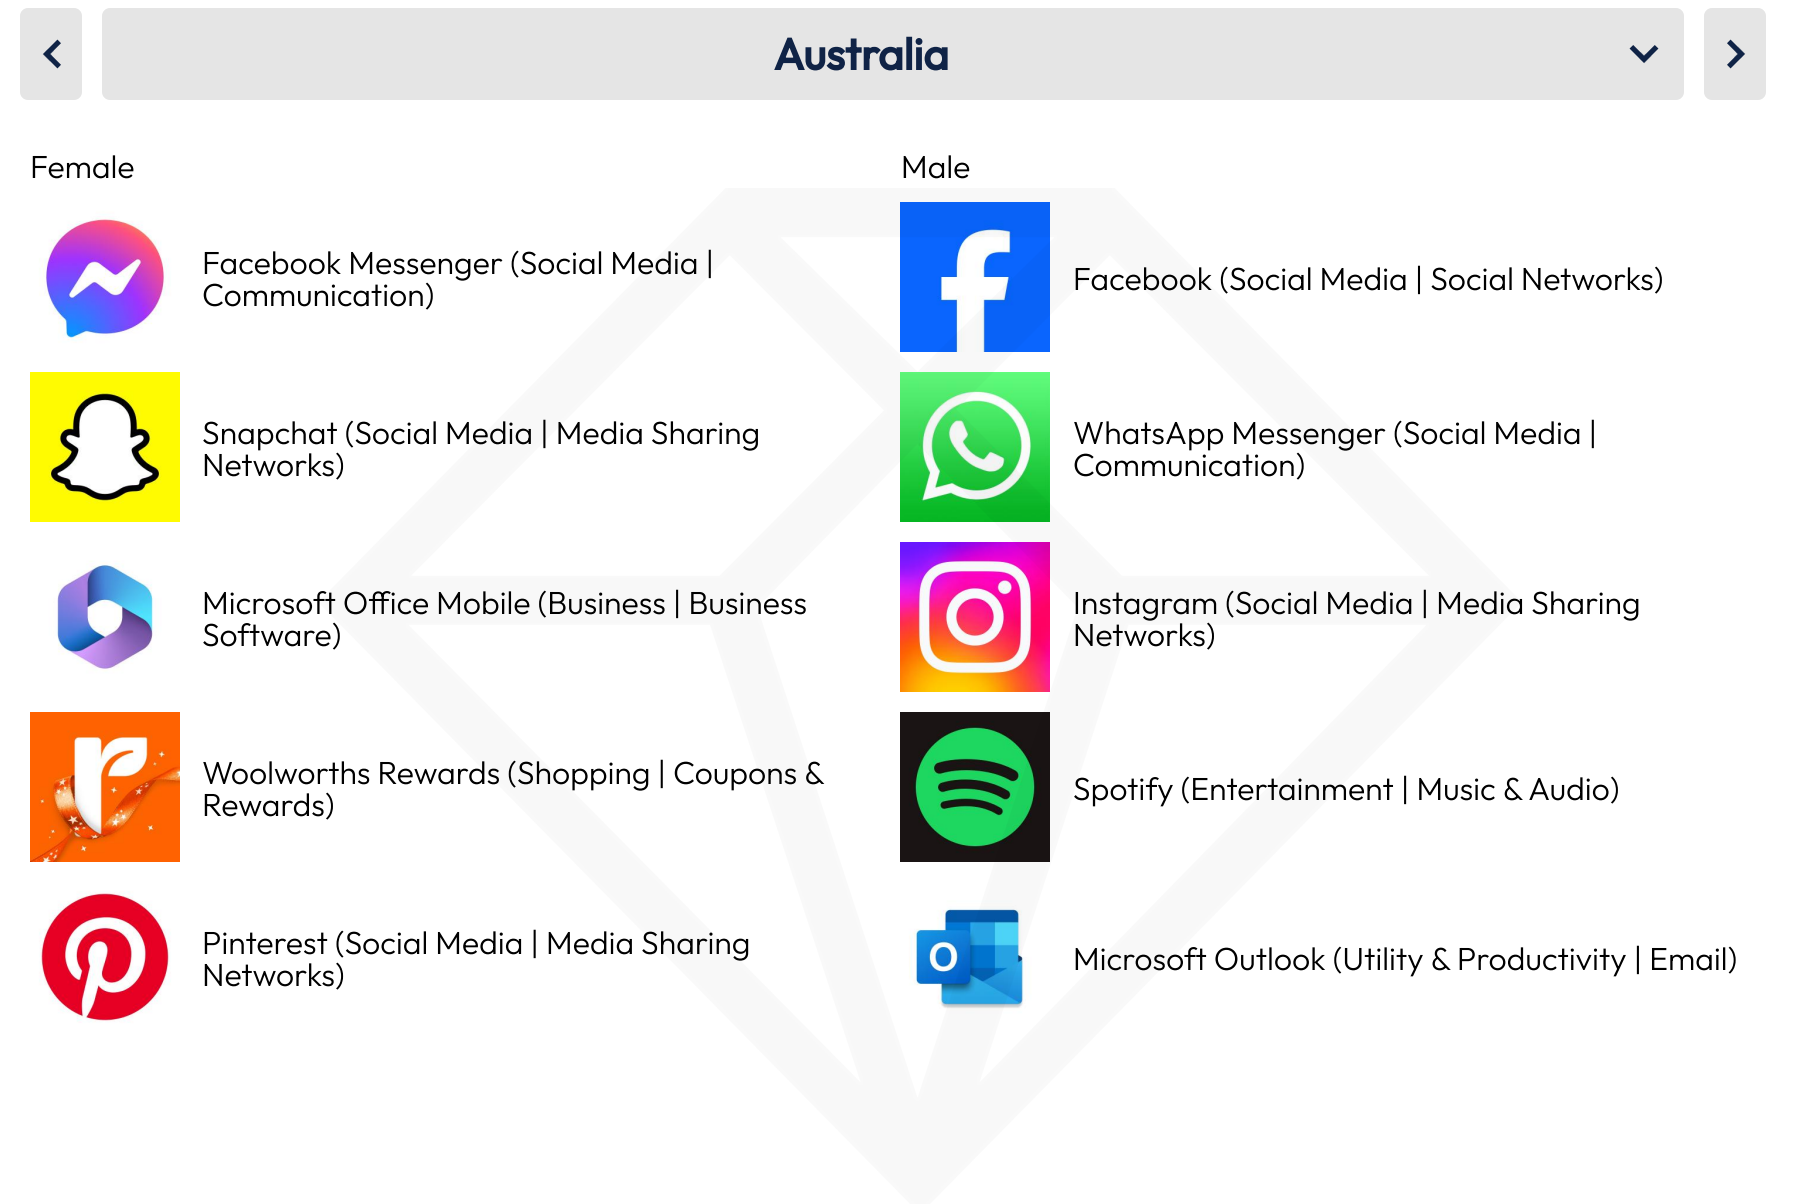 Australia
Female
Facebook Messenger (Social Media |
Communication)
Snapchat (Social Media | Media Sharing
Networks)
Microsoft Office Mobile (Business | Business
Software)
Woolworths Rewards (Shopping | Coupons &
Rewards)
Pinterest (Social Media | Media Sharing
Networks)
Male
Facebook (Social Media | Social Networks)
WhatsApp Messenger (Social Media |
Communication)
Instagram (Social Media | Media Sharing
Networks)
Spotify (Entertainment | Music & Audio)
O
Microsoft Outlook (Utility & Productivity | Email)